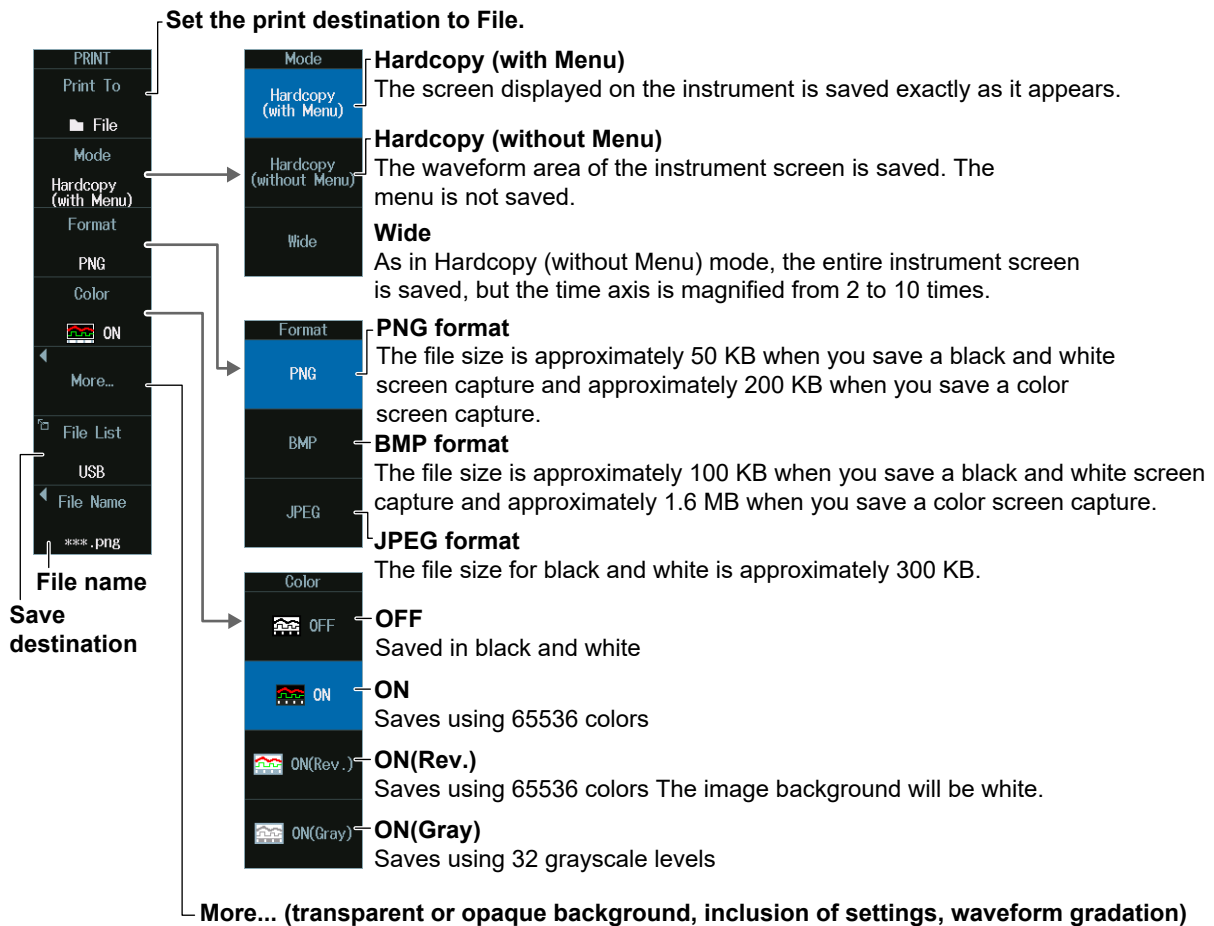 Set the print destination to File.
PRINT
Print To
File
Mode
Hardcopy
(with Menu)
Format
PNG
Color
ON
More...
File List
USB
File Name
***.png
File name
Save
destination
Mode
Hardcopy
(with Menu)
Hardcopy
(without Menu)
Wide
Hardcopy (with Menu)
The screen displayed on the instrument is saved exactly as it appears.
Hardcopy (without Menu)
The waveform area of the instrument screen is saved. The
menu is not saved.
Wide
As in Hardcopy (without Menu) mode, the entire instrument screen
is saved, but the time axis is magnified from 2 to 10 times.
Format
PNG
BMP
JPEG
PNG format
The file size is approximately 50 KB when you save a black and white
screen capture and approximately 200 KB when you save a color
screen capture.
BMP format
The file size is approximately 100 KB when you save a black and white screen
capture and approximately 1.6 MB when you save a color screen capture.
JPEG format
The file size for black and white is approximately 300 KB.
Color
OFF
ON
ON(Rev.)
ON(Gray)
OFF
Saved in black and white
ON
Saves using 65536 colors
ON(Rev.)
Saves using 65536 colors The image background will be white.
ON(Gray)
Saves using 32 grayscale levels
More... (transparent or opaque background, inclusion of settings, waveform gradation)